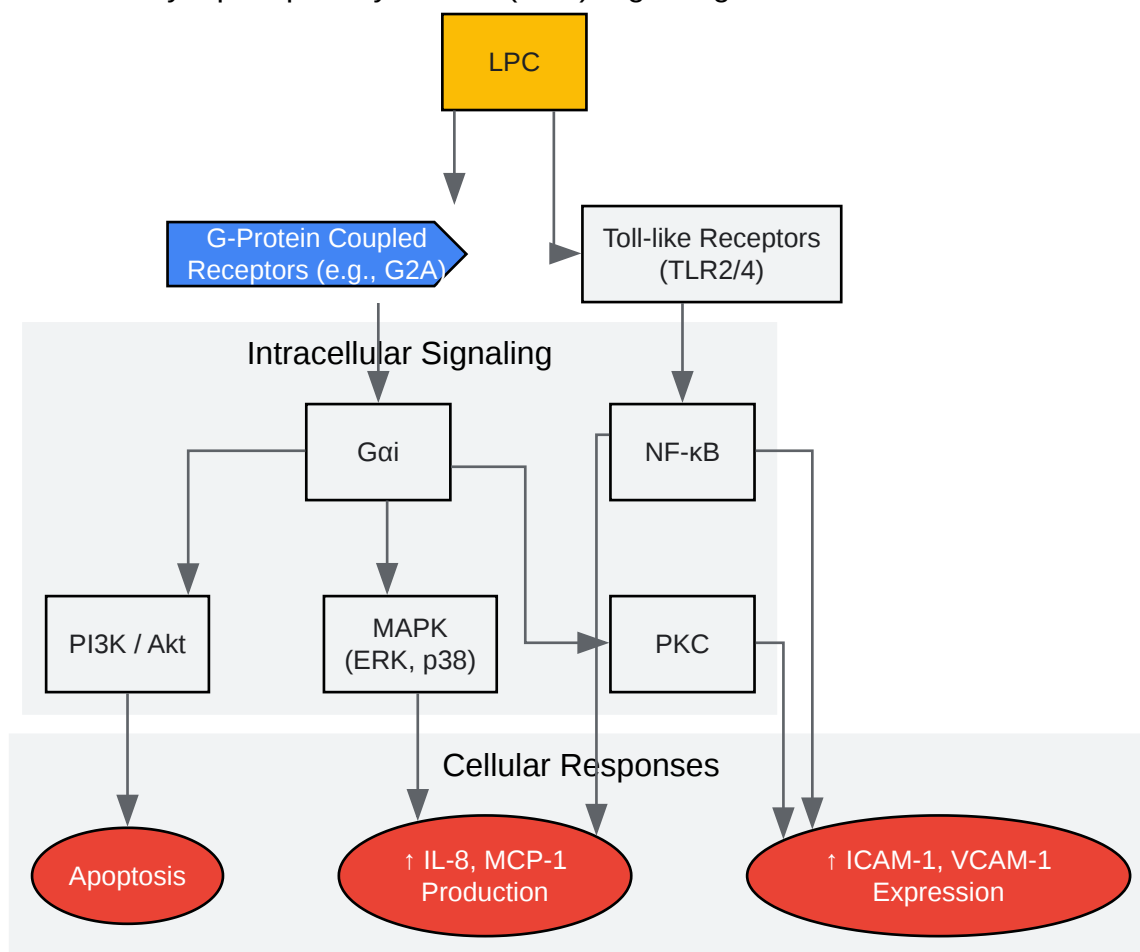 LPC
G-Protein Coupled
Receptors (e.g., G2A)
Toll-like Receptors
(TLR2/4)
Intracellular Signaling
Gαi
NF-κB
PI3K / Akt
MAPK
(ERK, p38)
PKC
Cellular Responses
Apoptosis
↑ IL-8, MCP-1
Production
↑ ICAM-1, VCAM-1
Expression